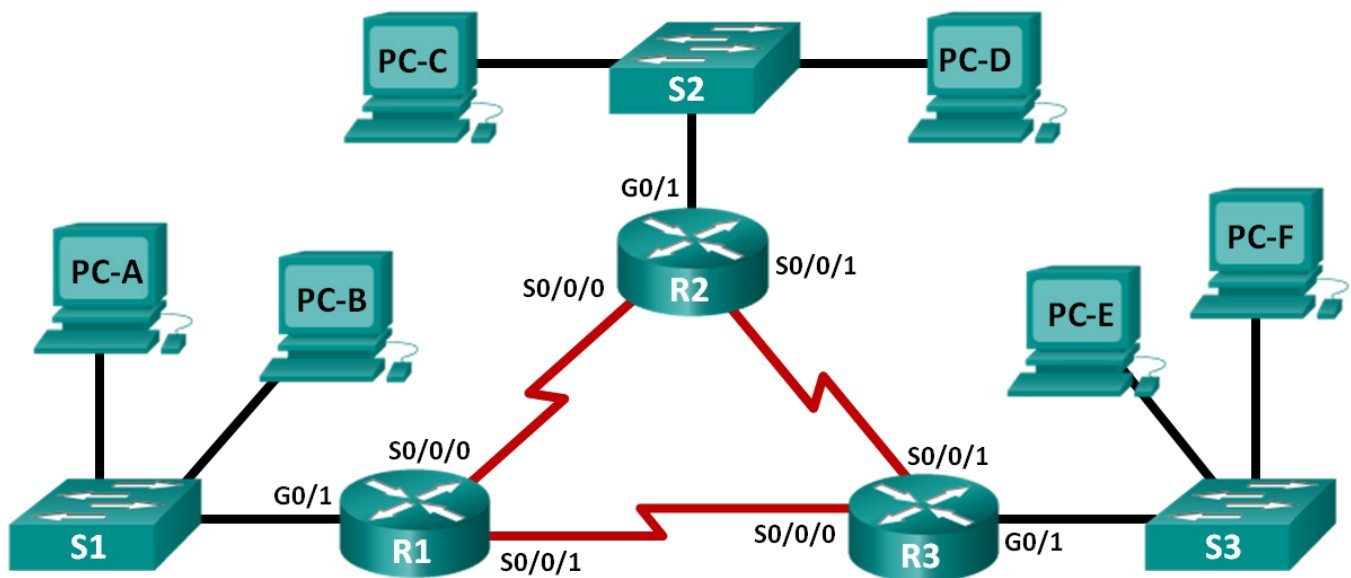 PC-C
S2
PC-D
G0/1
PC-A
PC-B
S0/0/0
R2
S0/0/1
PC-E
PC-F
S0/0/0
S0/0/1
S1
G0/1
R1
S0/0/1
S0/0/0
R3
G0/1
S3